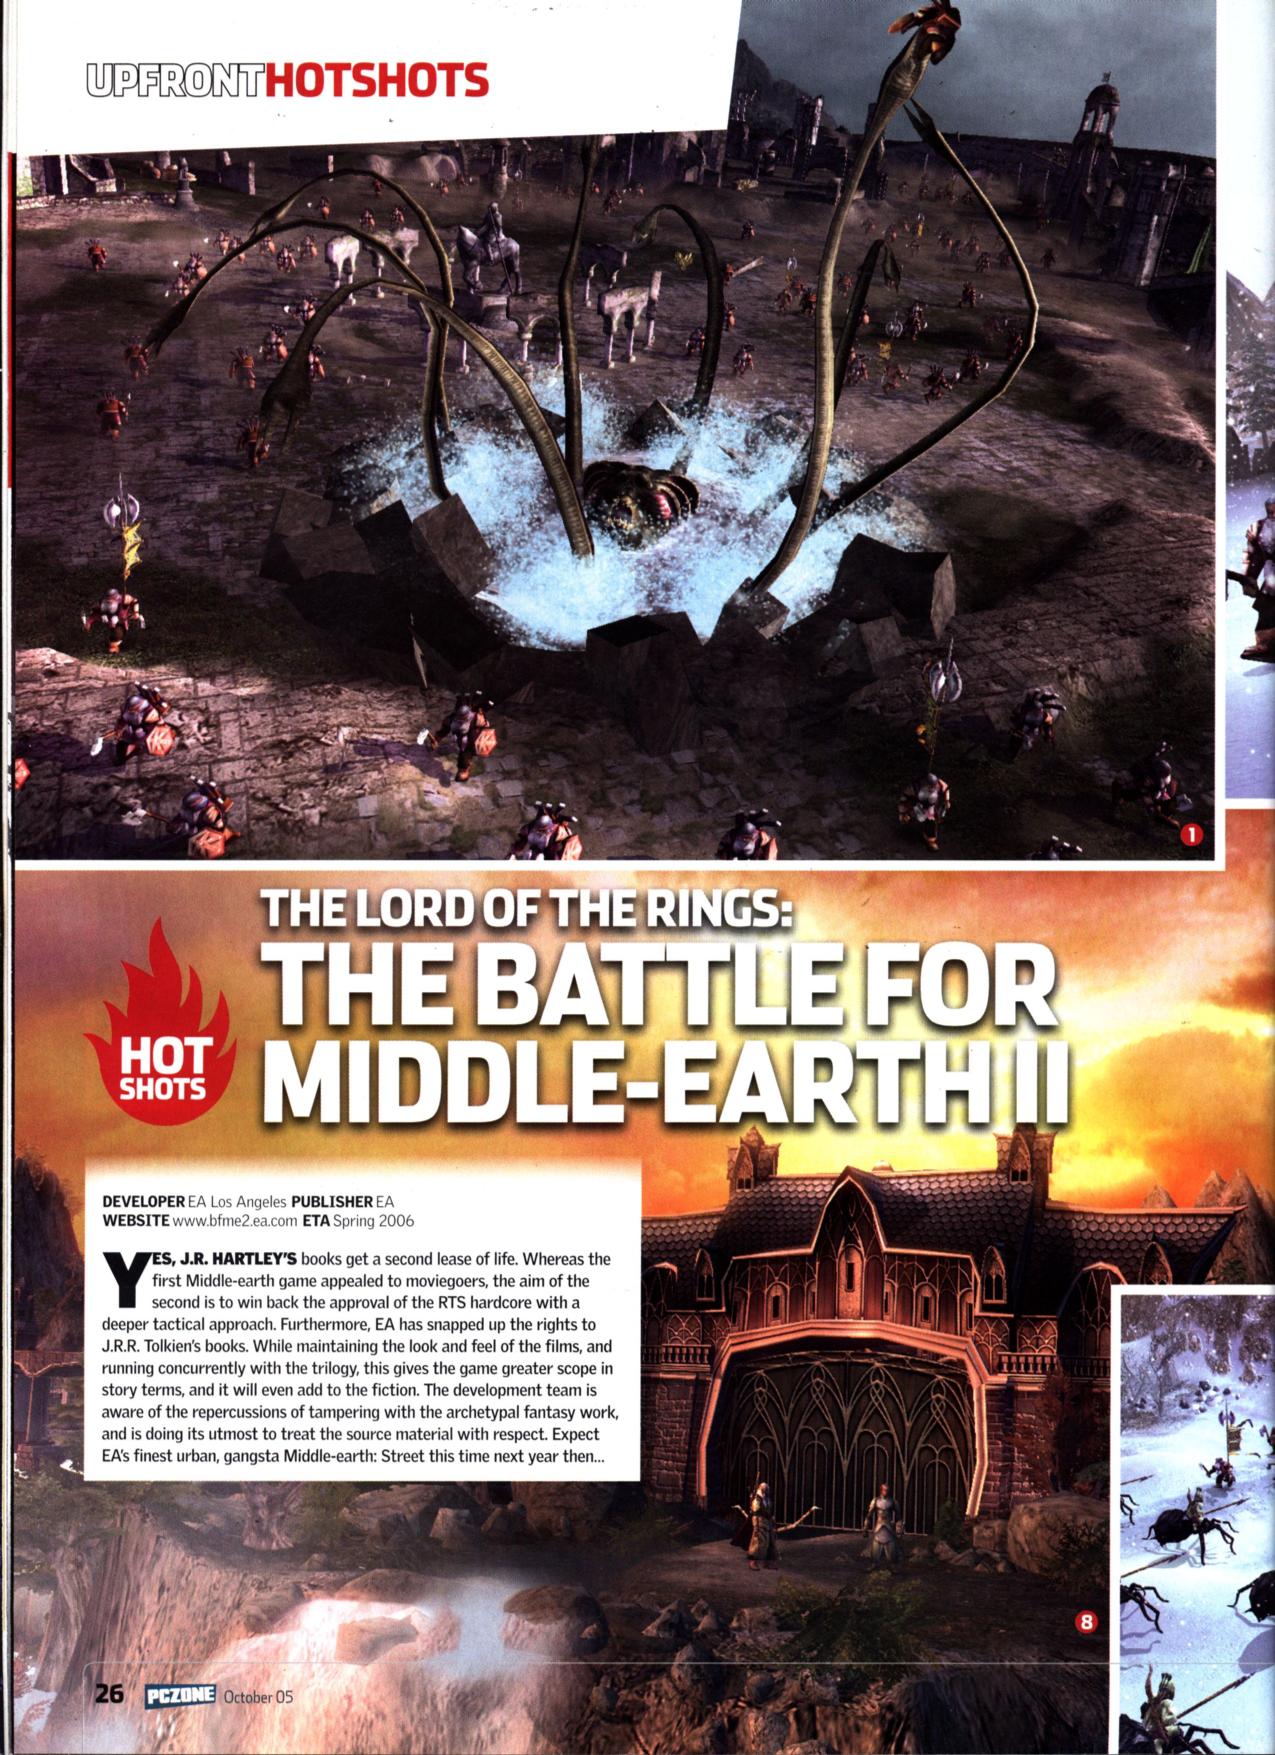 UPFRONTHOTSHOTS
1
THE LORD OF THE RINGS:
THE BATTLE FOR
MIDDLE-EARTH II
HOT
SHOTS
DEVELOPER EA Los Angeles PUBLISHER EA
WEBSITE www.bfme2.ea.com ETA Spring 2006
YES, J.R. HARTLEY'S books get a second lease of life. Whereas the
first Middle-earth game appealed to moviegoers, the aim of the
second is to win back the approval of the RTS hardcore with a
deeper tactical approach. Furthermore, EA has snapped up the rights to
J.R.R. Tolkien's books. While maintaining the look and feel of the films, and
running concurrently with the trilogy, this gives the game greater scope in
story terms, and it will even add to the fiction. The development team is
aware of the repercussions of tampering with the archetypal fantasy work,
and is doing its utmost to treat the source material with respect. Expect
EA's finest urban, gangsta Middle-earth: Street this time next year then...
8
26 PCZONE October 05